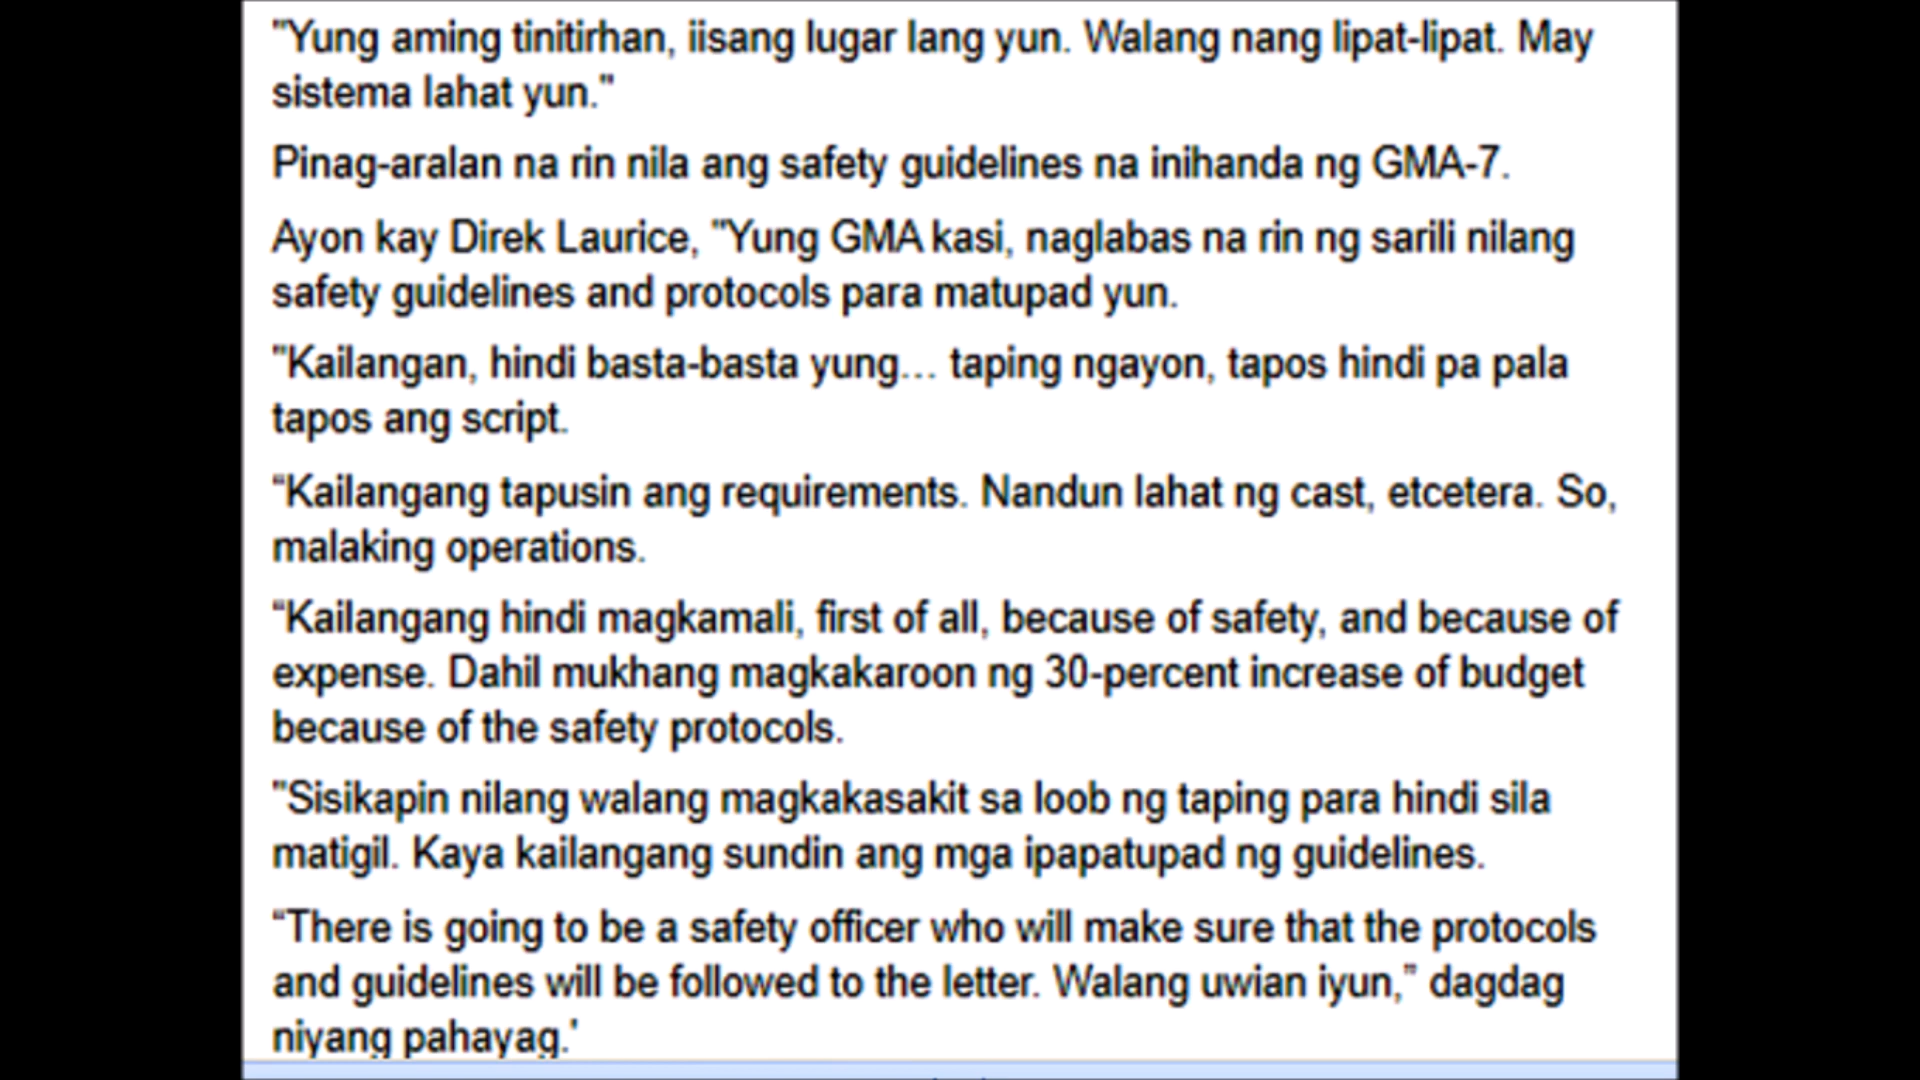 "Yung aming tinitirhan, iisang lugar lang yun. Walang nang lipat-lipat. May
sistema lahat yun."
Pinag-aralan na rin nila ang safety guidelines na inihanda ng GMA-7.
Ayon kay Direk Laurice, "Yung GMA kasi, naglabas na rin ng sarili nilang
safety guidelines and protocols para matupad yun.
"Kailangan, hindi basta-basta yung… taping ngayon, tapos hindi pa pala
tapos ang script.
“Kailangang tapusin ang requirements. Nandun lahat ng cast, etcetera. So,
malaking operations.
“Kailangang hindi magkamali, first of all, because of safety, and because of
expense. Dahil mukhang magkakaroon ng 30-percent increase of budget
because of the safety protocols.
"Sisikapin nilang walang magkakasakit sa loob ng taping para hindi sila
matigil. Kaya kailangang sundin ang mga ipapatupad ng guidelines.
“There is going to be a safety officer who will make sure that the protocols
and guidelines will be followed to the letter. Walang uwian iyun,” dagdag
niyang pahayag.'